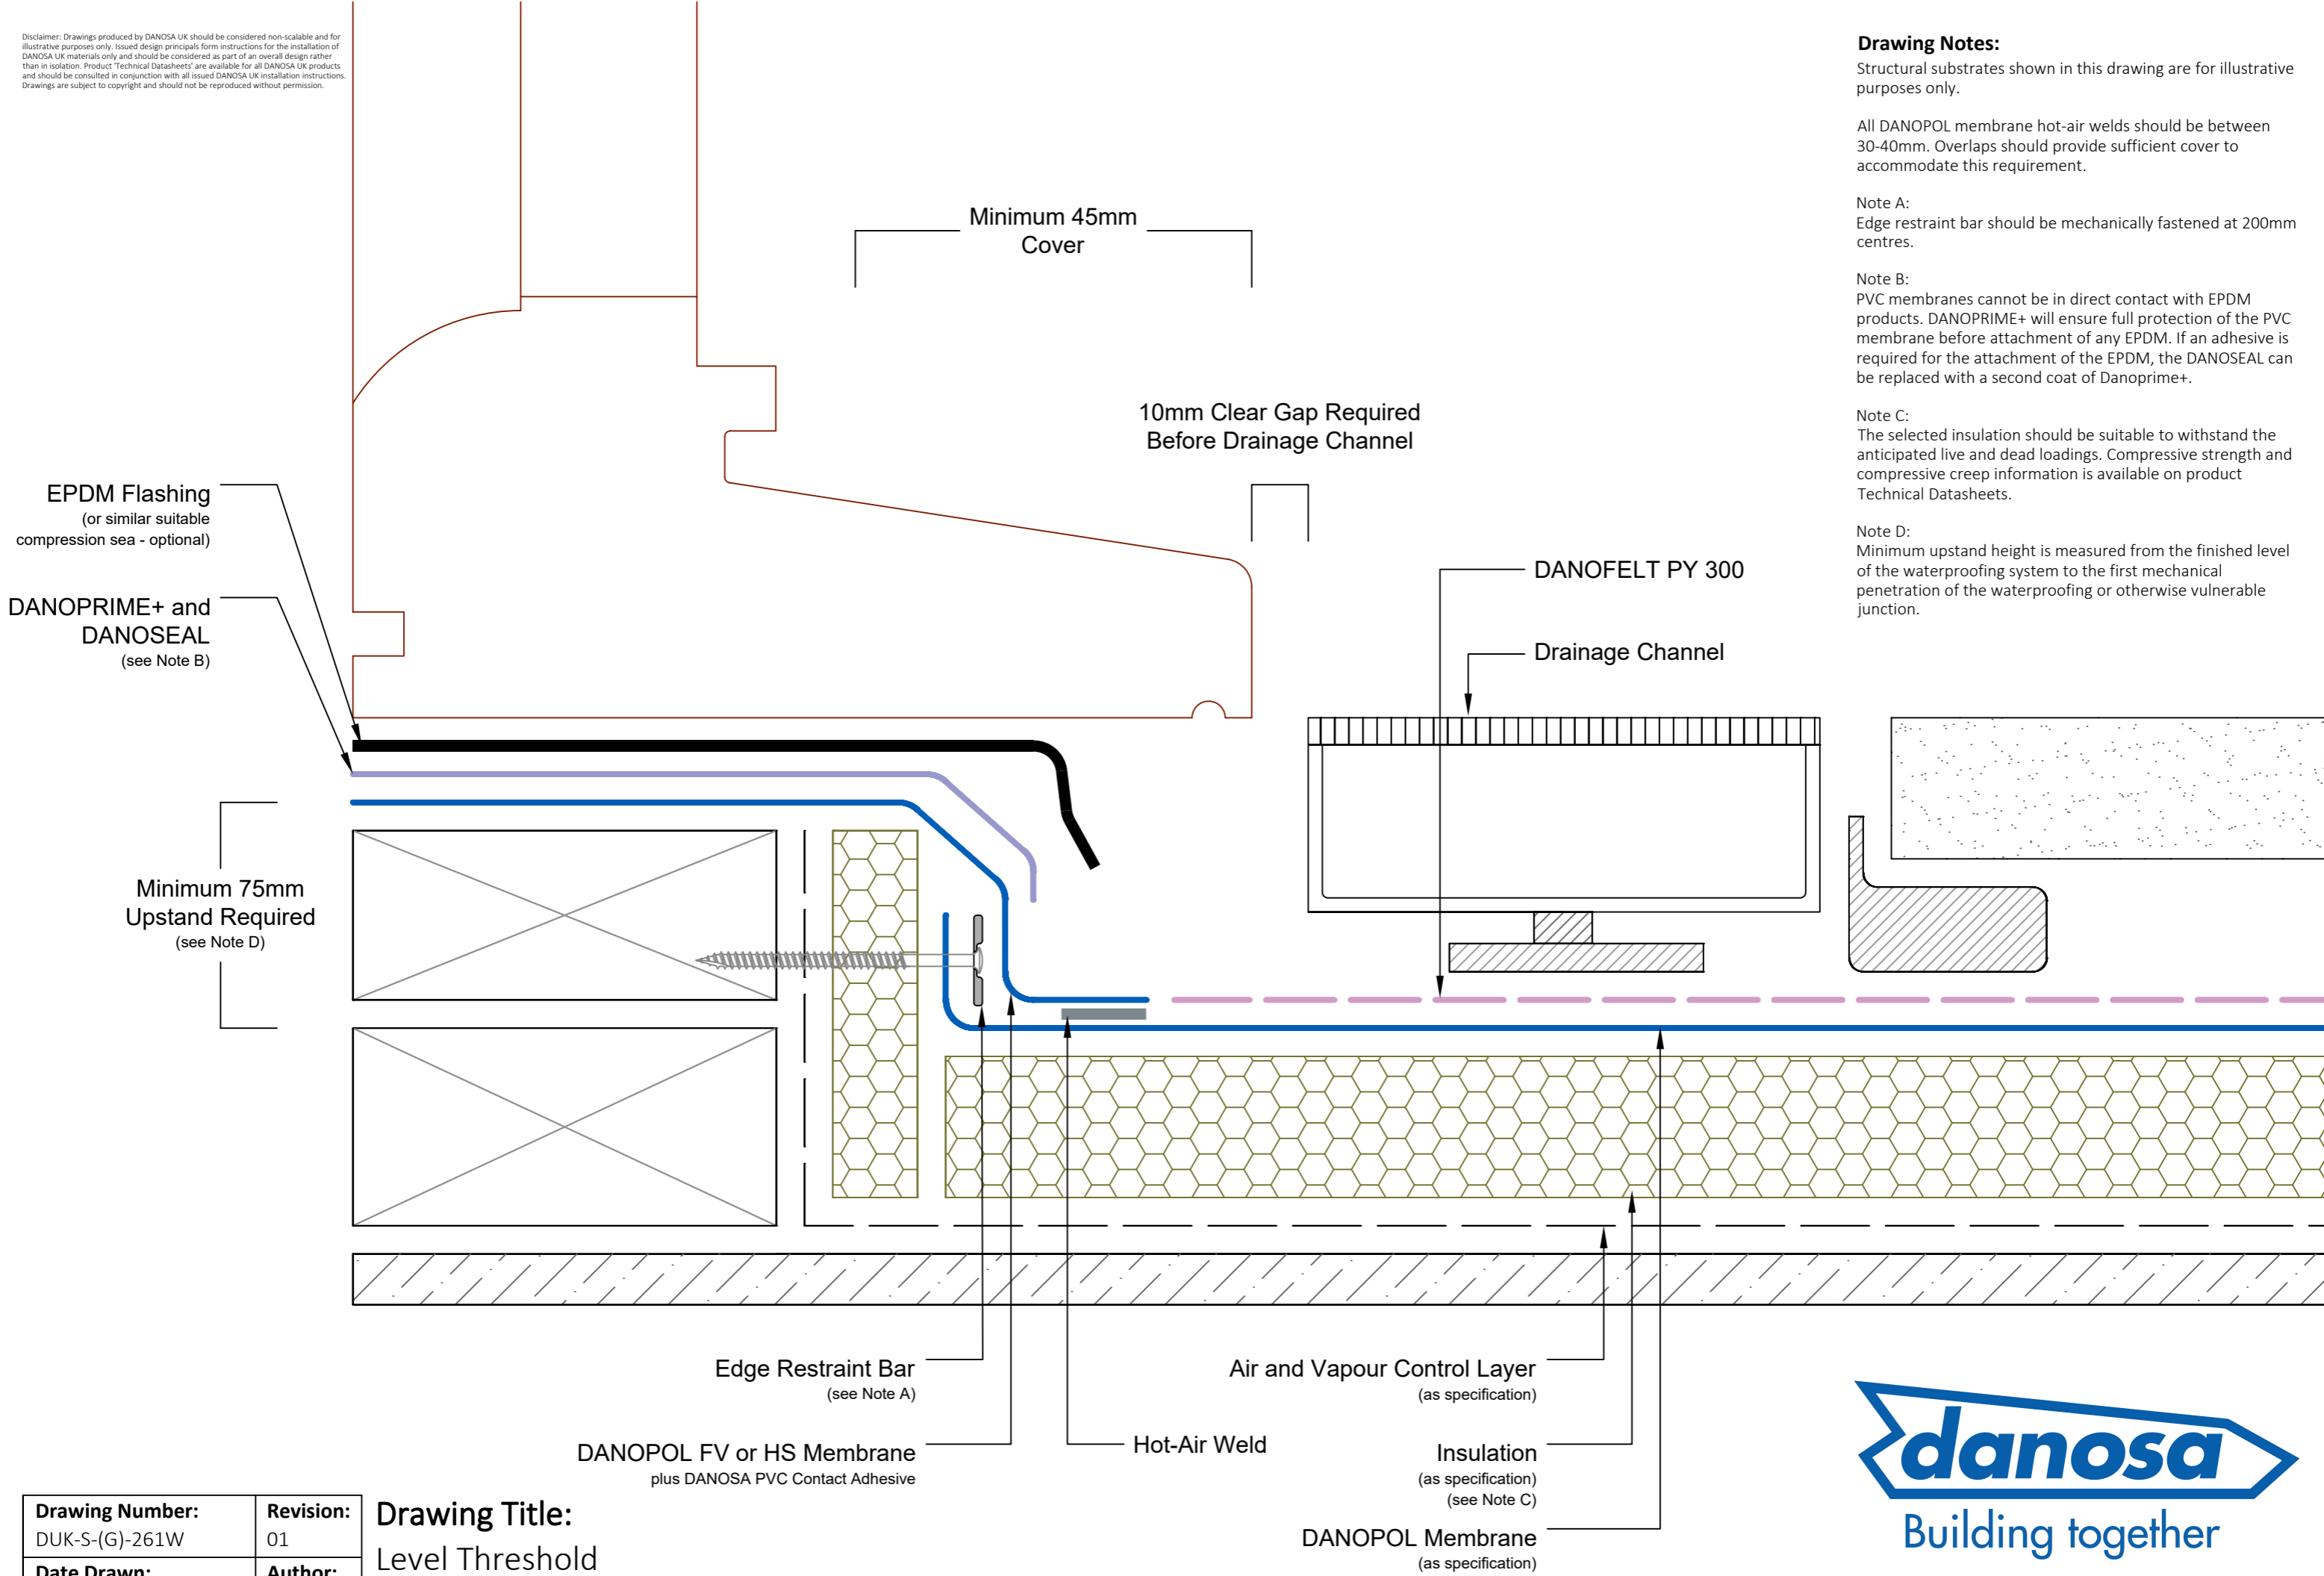 Disclaimer: Drawings produced by DANOSA UK should be considered non-scalable and for
illustrative purposes only. Issued design principals form instructions for the installation of
DANOSA UK materials only and should be considered as part of an overall design rather
than in isolation. Product 'Technical Datasheets' are available for all DANOSA UK products
and should be consulted in conjunction with all issued DANOSA UK installation instructions.
Drawings are subject to copyright and should not be reproduced without permission.
Drawing Notes:
Structural substrates shown in this drawing are for illustrative
purposes only.
All DANOPOL membrane hot-air welds should be between
30-40mm. Overlaps should provide sufficient cover to
accommodate this requirement.
Note A:
Edge restraint bar should be mechanically fastened at 200mm
centres.
Note B:
PVC membranes cannot be in direct contact with EPDM
products. DANOPRIME+ will ensure full protection of the PVC
membrane before attachment of any EPDM. If an adhesive is
required for the attachment of the EPDM, the DANOSEAL can
be replaced with a second coat of Danoprime+.
Note C:
The selected insulation should be suitable to withstand the
anticipated live and dead loadings. Compressive strength and
compressive creep information is available on product
Technical Datasheets.
Note D:
Minimum upstand height is measured from the finished level
of the waterproofing system to the first mechanical
penetration of the waterproofing or otherwise vulnerable
junction.
Minimum 45mm
Cover
10mm Clear Gap Required
Before Drainage Channel
EPDM Flashing
(or similar suitable
compression sea - optional)
DANOPRIME+ and
DANOSEAL
(see Note B)
DANOFELT PY 300
Drainage Channel
Minimum 75mm
Upstand Required
(see Note D)
Edge Restraint Bar
(see Note A)
DANOPOL FV or HS Membrane
plus DANOSA PVC Contact Adhesive
Hot-Air Weld
Air and Vapour Control Layer
(as specification)
Insulation
(as specification)
(see Note C)
DANOPOL Membrane
(as specification)
danosa
Building together
Drawing Number:
DUK-S-(G)-261W
Revision:
01
Drawing Title:
Level Threshold
Date Drawn:
Author: